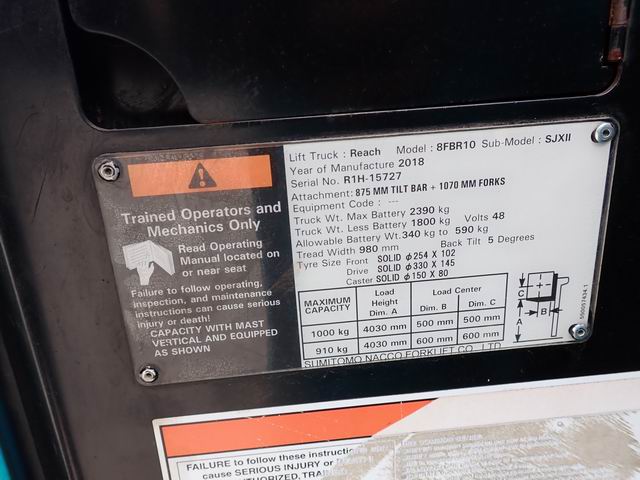 Trained Operators and
Mechanics Only
Read Operating
Manual located on
or near seat
Failure to follow operating,
inspection, and maintenance
instructions can cause serious
injury or death!
CAPACITY WITH MAST
VERTICAL AND EQUIPPED
AS SHOWN
Lift Truck : Reach Model : 8FBR10 Sub-Model : SJXII
Year of Manufacture 2018
Serial No. R1H-15727
Attachment: 875 MM TILT BAR + 1070 MM FORKS
Equipment Code : ---
Truck Wt. Max Battery 2390 kg
Truck Wt. Less Battery 1800 kg Volts 48
Allowable Battery Wt. 340 kg to 590 kg
Tread Width 980 mm Back Tilt 5 Degrees
Tyre Size Front SOLID φ254 X 102
Drive SOLID φ330 X 145
Caster SOLID φ150 X 80
MAXIMUM CAPACITY Load Height Dim. A Load Center Dim. B Dim. C
1000 kg 4030 mm 500 mm 500 mm
910 kg 4030 mm 600 mm 600 mm
SUMITOMO NACCO FORKLIFT CO., LTD
C
A
B
550057434-1
FAILURE to follow these instruction
cause SERIOUS INJURY or
AUTHORIZED, TRA